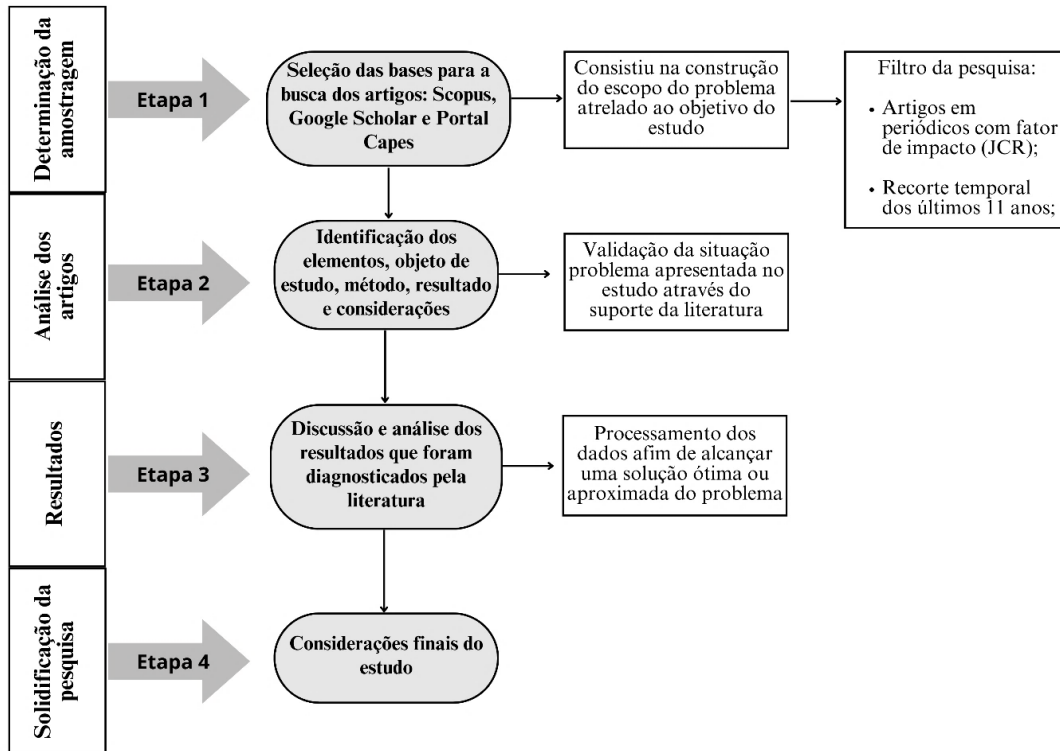 Determinação da
amostragem
Etapa 1
Seleção das bases para a
busca dos artigos: Scopus,
Google Scholar e Portal
Capes
Consistiu na construção
do escopo do problema
atrelado ao objetivo do
estudo
Filtro da pesquisa:
• Artigos em
periódicos com fator
de impacto (JCR);
• Recorte temporal
dos últimos 11 anos;
Análise dos
artigos
Etapa 2
Identificação dos
elementos, objeto de
estudo, método, resultado
e considerações
Validação da situação
problema apresentada no
estudo através do
suporte da literatura
Resultados
Etapa 3
Discussão e análise dos
resultados que foram
diagnosticados pela
literatura
Processamento dos
dados afim de alcançar
uma solução ótima ou
aproximada do problema
Solidificação da
pesquisa
Etapa 4
Considerações finais do
estudo